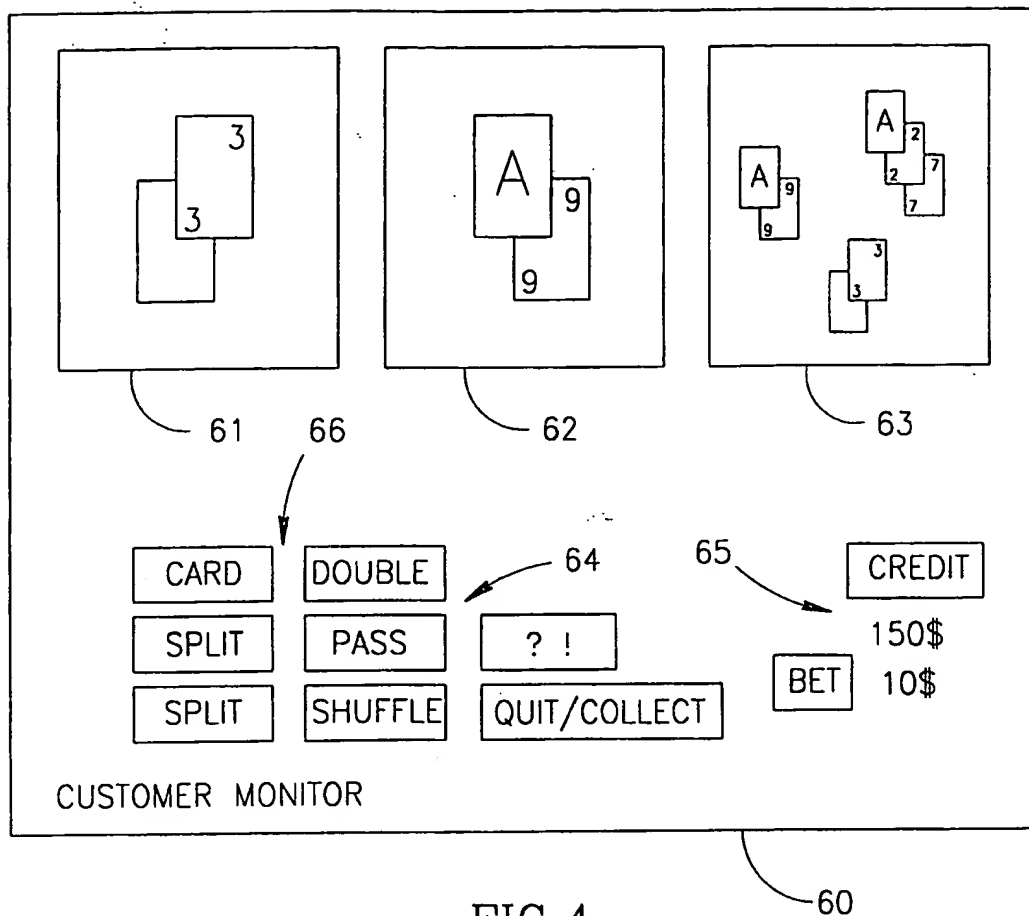 3
3
A
9
9
A
9
9
A
2
2
7
7
3
3
61
62
63
66
64
65
CARD DOUBLE
CREDIT
SPLIT PASS ? !
150$
BET 10$
SPLIT SHUFFLE QUIT/COLLECT
CUSTOMER MONITOR
60